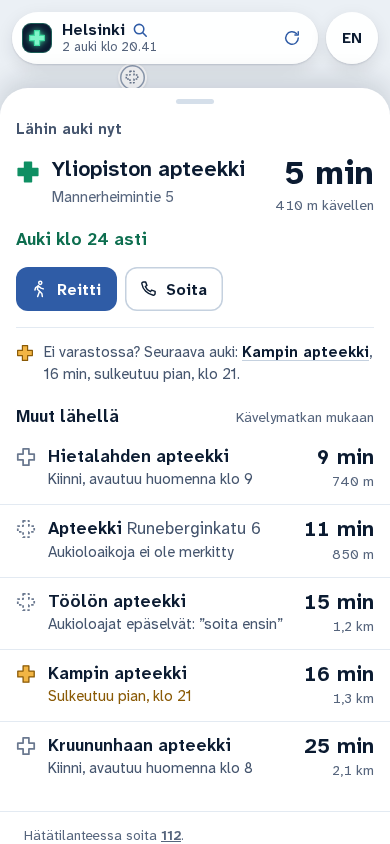 Helsinki
2 auki klo 20.41
EN
Lähin auki nyt
Yliopiston apteekki
5 min
Mannerheimintie 5
410 m kävellen
Auki klo 24 asti
Reitti
Soita
Ei varastossa? Seuraava auki: Kampin apteekki,
16 min, sulkeutuu pian, klo 21.
Muut lähellä
Kävelymatkan mukaan
Hietalahden apteekki
9 min
Kiinni, avautuu huomenna klo 9
740 m
Apteekki Runeberginkatu 6
11 min
Aukioloaikoja ei ole merkitty
850 m
Töölön apteekki
15 min
Aukioloajat epäselvät: ”soita ensin”
1,2 km
Kampin apteekki
16 min
Sulkeutuu pian, klo 21
1,3 km
Kruununhaan apteekki
25 min
Kiinni, avautuu huomenna klo 8
2,1 km
Hätätilanteessa soita 112.